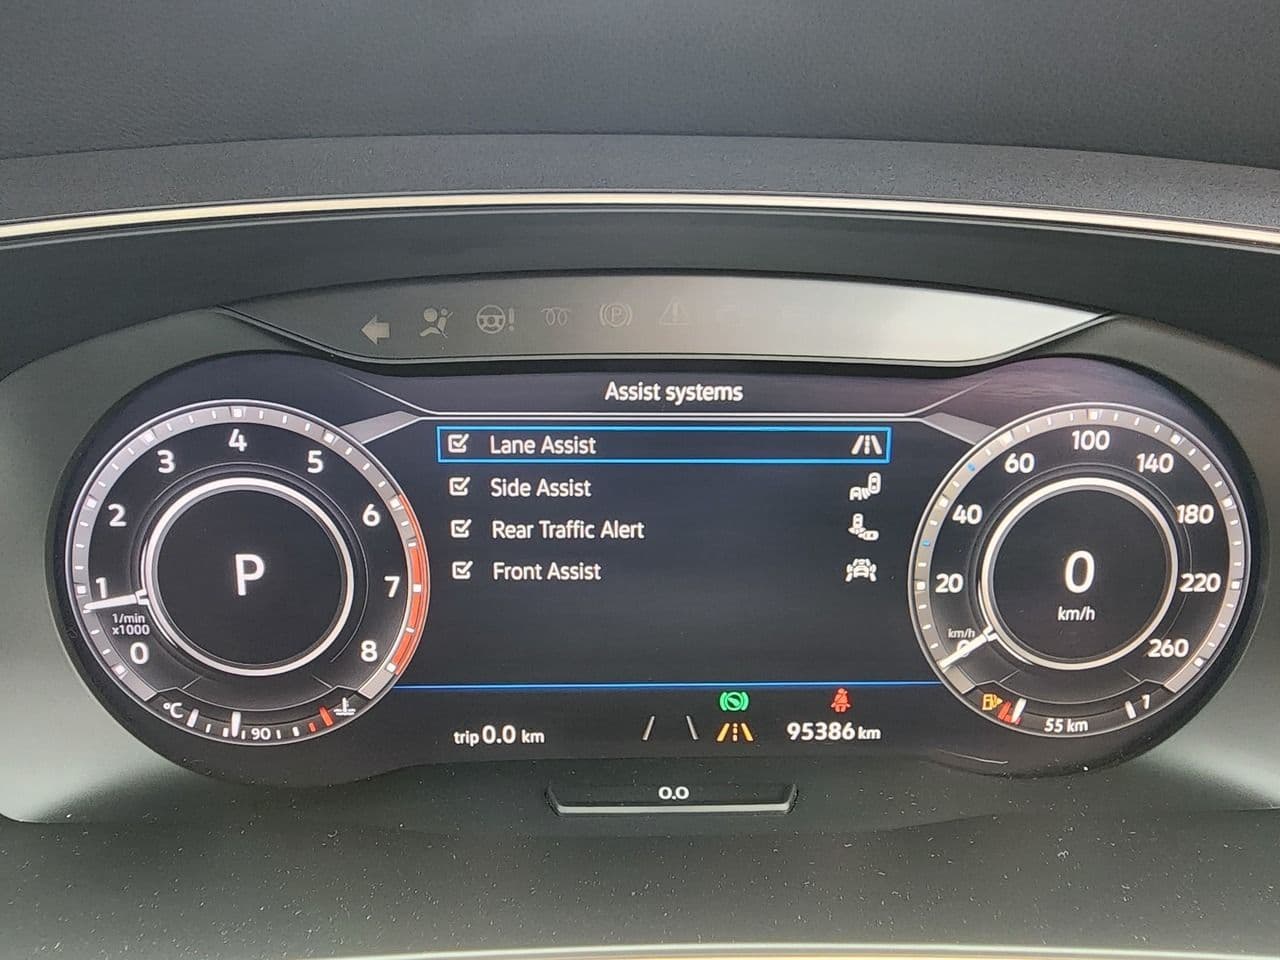 Assist systems
Lane Assist
Side Assist
Rear Traffic Alert
Front Assist
0
1
2
3
4
5
6
7
8
1/min
x1000
P
°C
90
20
40
60
100
140
180
220
260
km/h
0
0
km/h
55 km
1
trip 0.0 km
95386 km
0.0